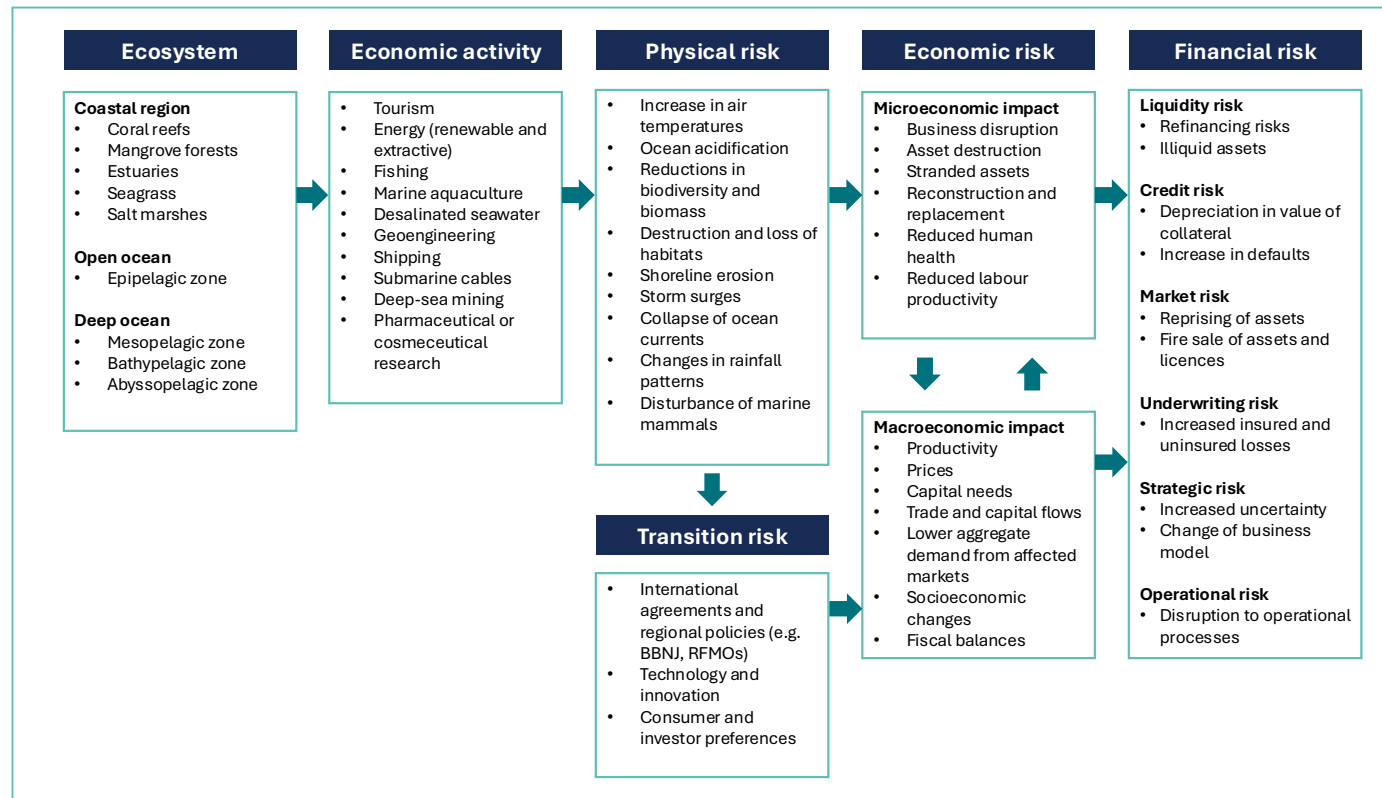 Ecosystem
Coastal region
• Coral reefs
• Mangrove forests
• Estuaries
• Seagrass
• Salt marshes
Open ocean
• Epipelagic zone
Deep ocean
• Mesopelagic zone
• Bathypelagic zone
• Abyssopelagic zone
Economic activity
• Tourism
• Energy (renewable and
extractive)
• Fishing
• Marine aquaculture
• Desalinated seawater
• Geoengineering
• Shipping
• Submarine cables
• Deep-sea mining
• Pharmaceutical or
cosmeceutical
research
Physical risk
• Increase in air
temperatures
• Ocean acidification
• Reductions in
biodiversity and
biomass
• Destruction and loss of
habitats
• Shoreline erosion
• Storm surges
• Collapse of ocean
currents
• Changes in rainfall
patterns
• Disturbance of marine
mammals
Transition risk
• International
agreements and
regional policies (e.g.
BBNJ, RFMOs)
• Technology and
innovation
• Consumer and
investor preferences
Economic risk
Microeconomic impact
• Business disruption
• Asset destruction
• Stranded assets
• Reconstruction and
replacement
• Reduced human
health
• Reduced labour
productivity
Macroeconomic impact
• Productivity
• Prices
• Capital needs
• Trade and capital flows
• Lower aggregate
demand from affected
markets
• Socioeconomic
changes
• Fiscal balances
Financial risk
Liquidity risk
• Refinancing risks
• Illiquid assets
Credit risk
• Depreciation in value of
collateral
• Increase in defaults
Market risk
• Reprising of assets
• Fire sale of assets and
licences
Underwriting risk
• Increased insured and
uninsured losses
Strategic risk
• Increased uncertainty
• Change of business
model
Operational risk
• Disruption to operational
processes